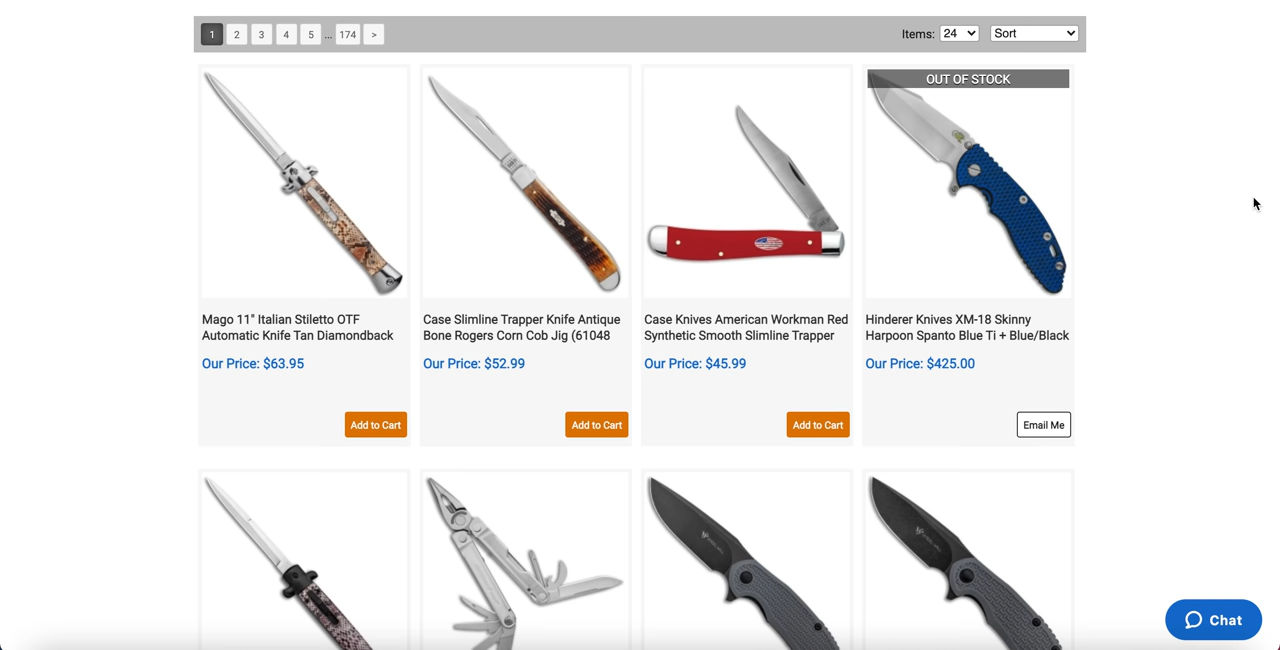 1 2 3 4 5 ... 174 >
Items: 24 Sort
OUT OF STOCK
Mago 11" Italian Stiletto OTF
Automatic Knife Tan Diamondback
Our Price: $63.95
Add to Cart
Case Slimline Trapper Knife Antique
Bone Rogers Corn Cob Jig (61048
Our Price: $52.99
Add to Cart
Case Knives American Workman Red
Synthetic Smooth Slimline Trapper
Our Price: $45.99
Add to Cart
Hinderer Knives XM-18 Skinny
Harpoon Spanto Blue Ti + Blue/Black
Our Price: $425.00
Email Me
Chat